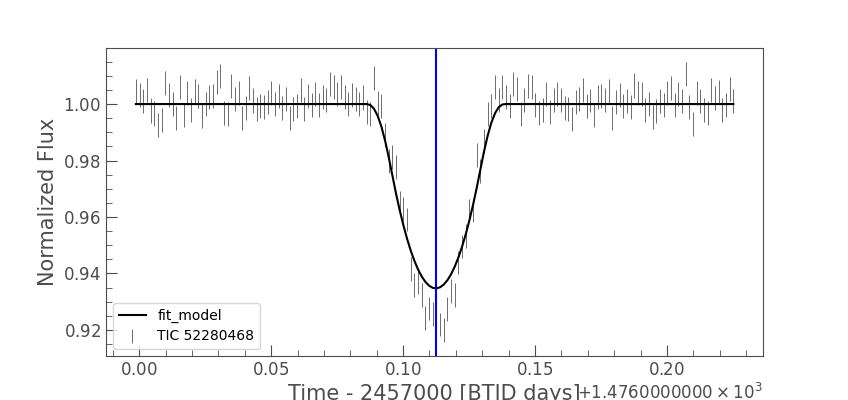 Normalized Flux
1.00
0.98
0.96
0.94
0.92
fit_model
TIC 52280468
0.00 0.05 0.10 0.15 0.20
Time - 2457000 [BTJD days]
+1.4760000000 × 10³